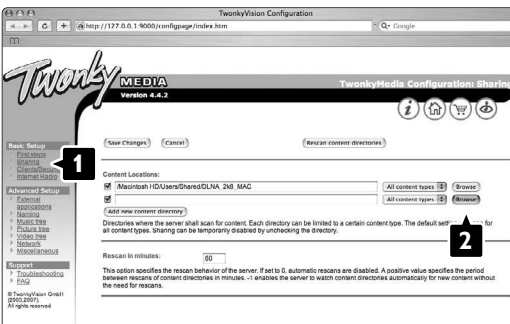 TwonkyVision Configuration
http://127.0.0.1:9000/configpage/index.htm
Google
Twonky
MEDIA
Version 4.4.2
TwonkyMedia Configuration: Sharing
Save Changes
Cancel
Rescan content directories
Basic Setup
First steps
Sharing
Clients/Security
Internet Radio
1
Advanced Setup
External applications
Naming
Music tree
Picture tree
Video tree
Network
Miscellaneous
Support
Troubleshooting
FAQ
© TwonkyVision GmbH
(2003,2007).
All rights reserved
Content Locations:
/Macintosh HD/Users/Shared/DLNA_2k8_MAC
All content types
Browse
All content types
Browse
2
Add new content directory
Directories where the server shall scan for content. Each directory can be limited to a certain content type. The default for
all content types. Sharing can be temporarily disabled by unchecking the directory.
Rescan in minutes:
60
This option specifies the rescan behavior of the server. If set to 0, automatic rescans are disabled. A positive value specifies the period
between rescans of content directories in minutes. -1 enables the server to watch content directories automatically for new content without
the need for rescans.